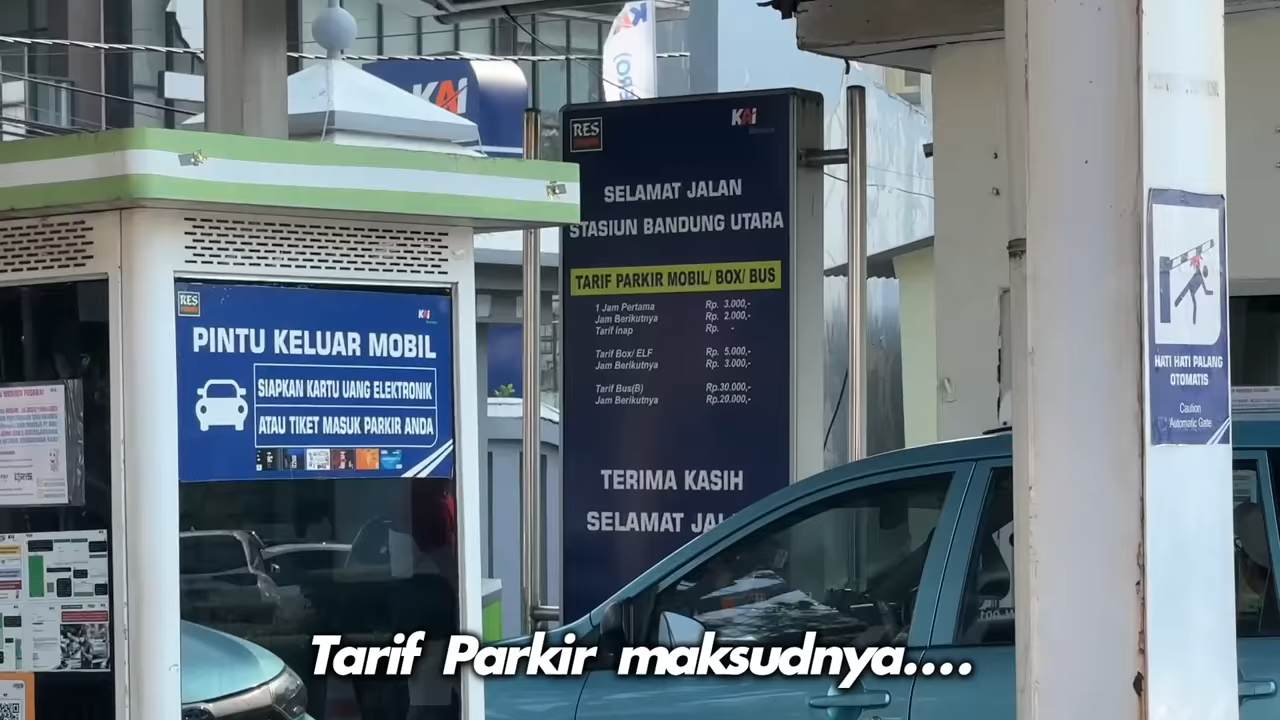 KAI
RES
KAI
SELAMAT JALAN
STASIUN BANDUNG UTARA
TARIF PARKIR MOBIL/ BOX/ BUS
1 Jam Pertama Rp. 3.000,-
Jam Berikutnya Rp. 2.000,-
Tarif Inap Rp. -
Tarif Box/ ELF Rp. 5.000,-
Jam Berikutnya Rp. 3.000,-
Tarif Bus(B) Rp.30.000,-
Jam Berikutnya Rp.20.000,-
TERIMA KASIH
SELAMAT JAL
RES
KAI
PINTU KELUAR MOBIL
SIAPKAN KARTU UANG ELEKTRONIK
ATAU TIKET MASUK PARKIR ANDA
HATI HATI PALANG
OTOMATIS
Caution
Automatic Gate
Tarif Parkir maksudnya....